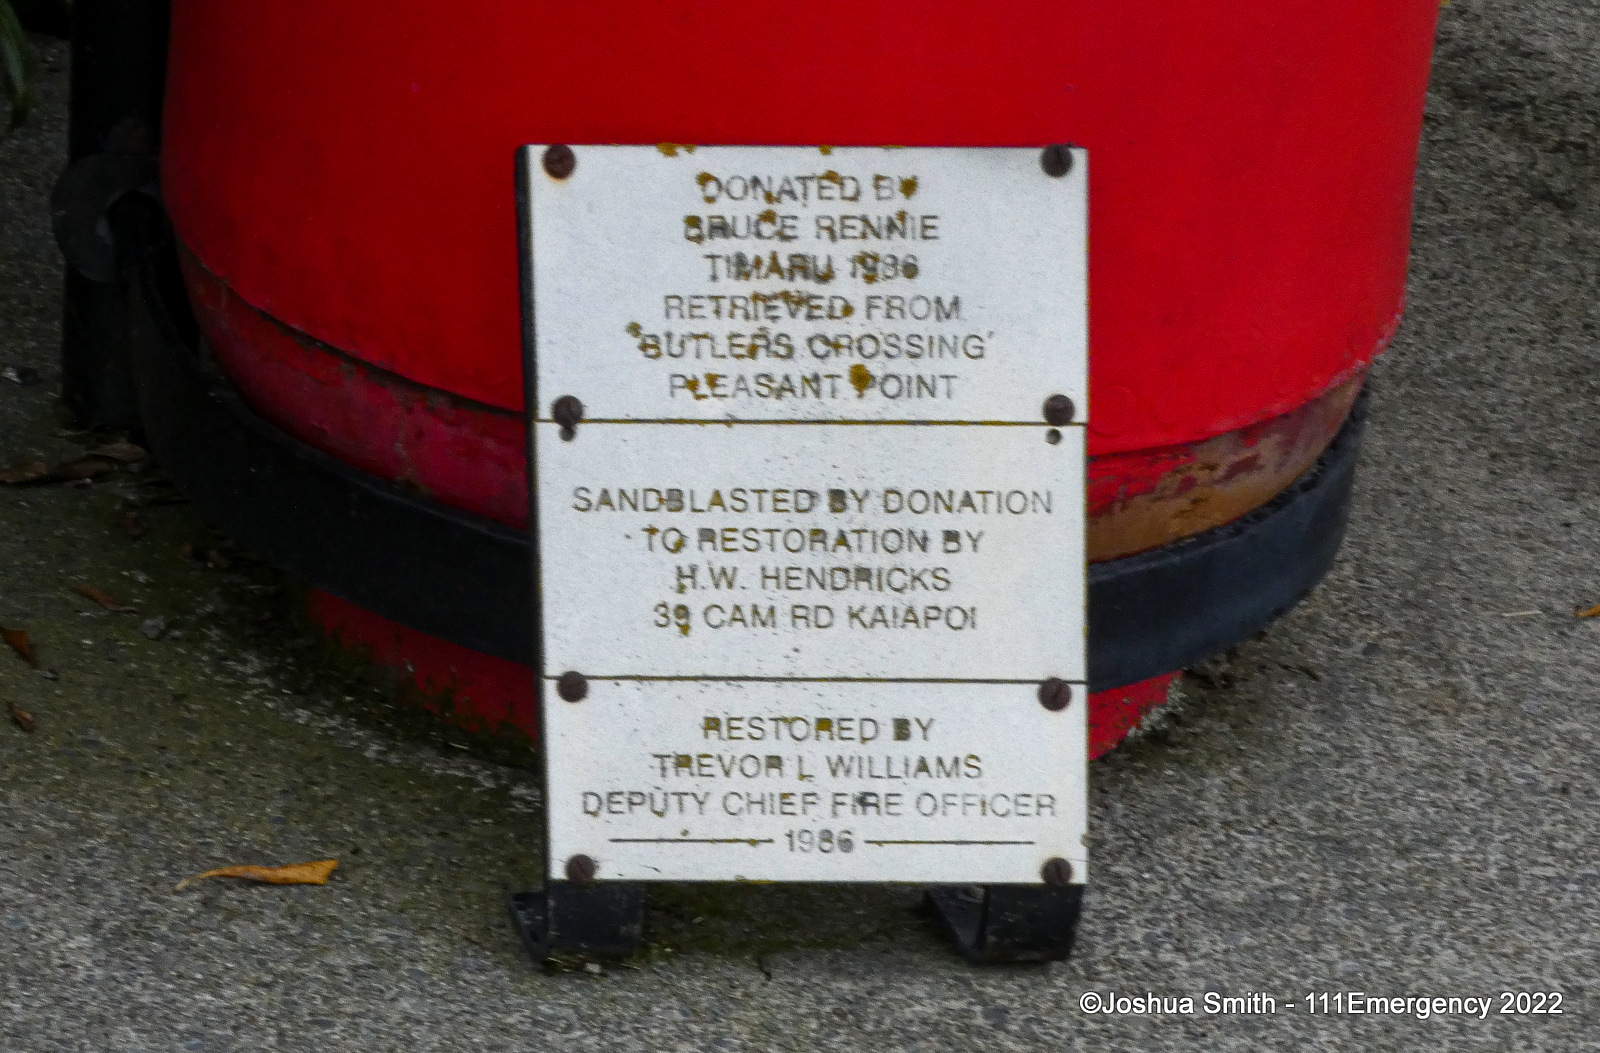 DONATED BY
BRUCE RENNIE
TIMARU 1986
RETRIEVED FROM
'BUTLERS CROSSING'
PLEASANT POINT
SANDBLASTED BY DONATION
TO RESTORATION BY
H.W. HENDRICKS
39 CAM RD KAIAPOI
RESTORED BY
TREVOR L WILLIAMS
DEPUTY CHIEF FIRE OFFICER
1986
©Joshua Smith - 111Emergency 2022